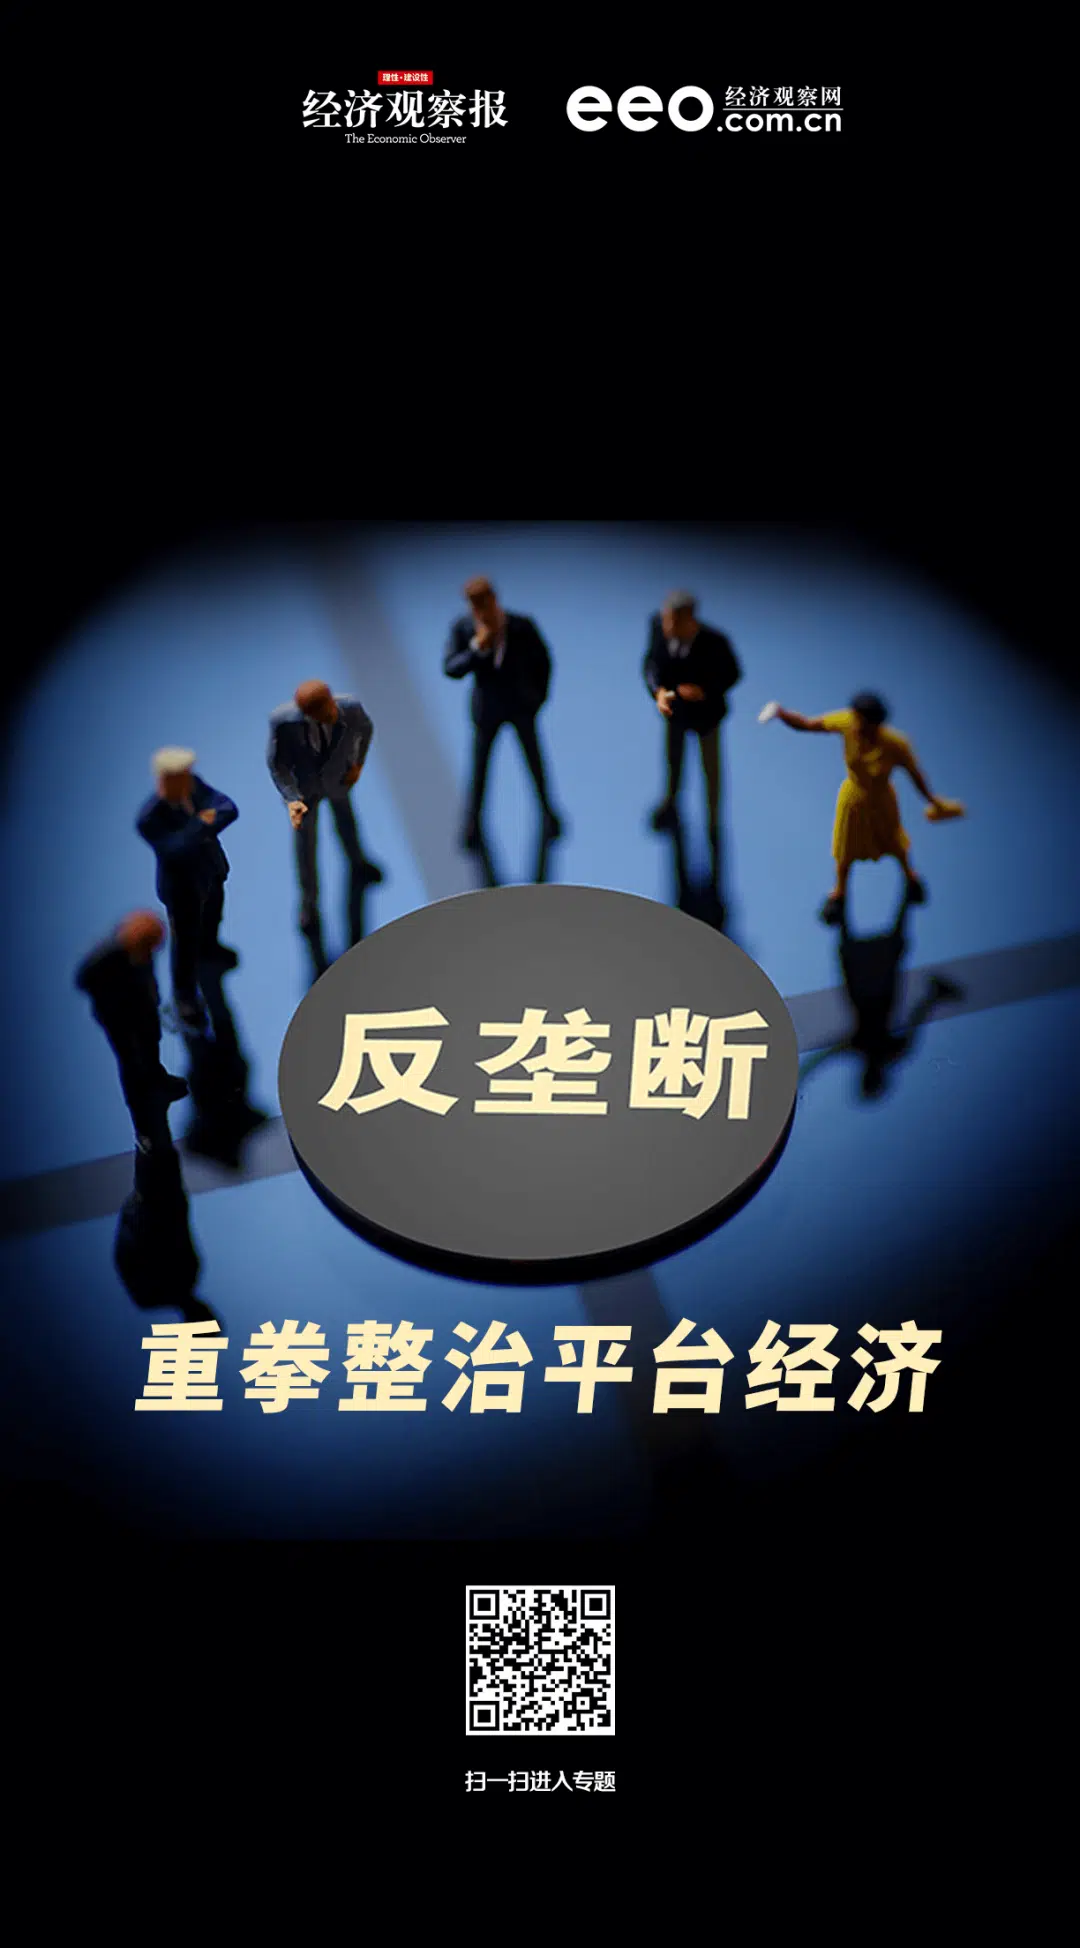 理性·建设性
经济观察报
The Economic Observer
eeo 经济观察网
.com.cn
反垄断
重拳整治平台经济
扫一扫进入专题